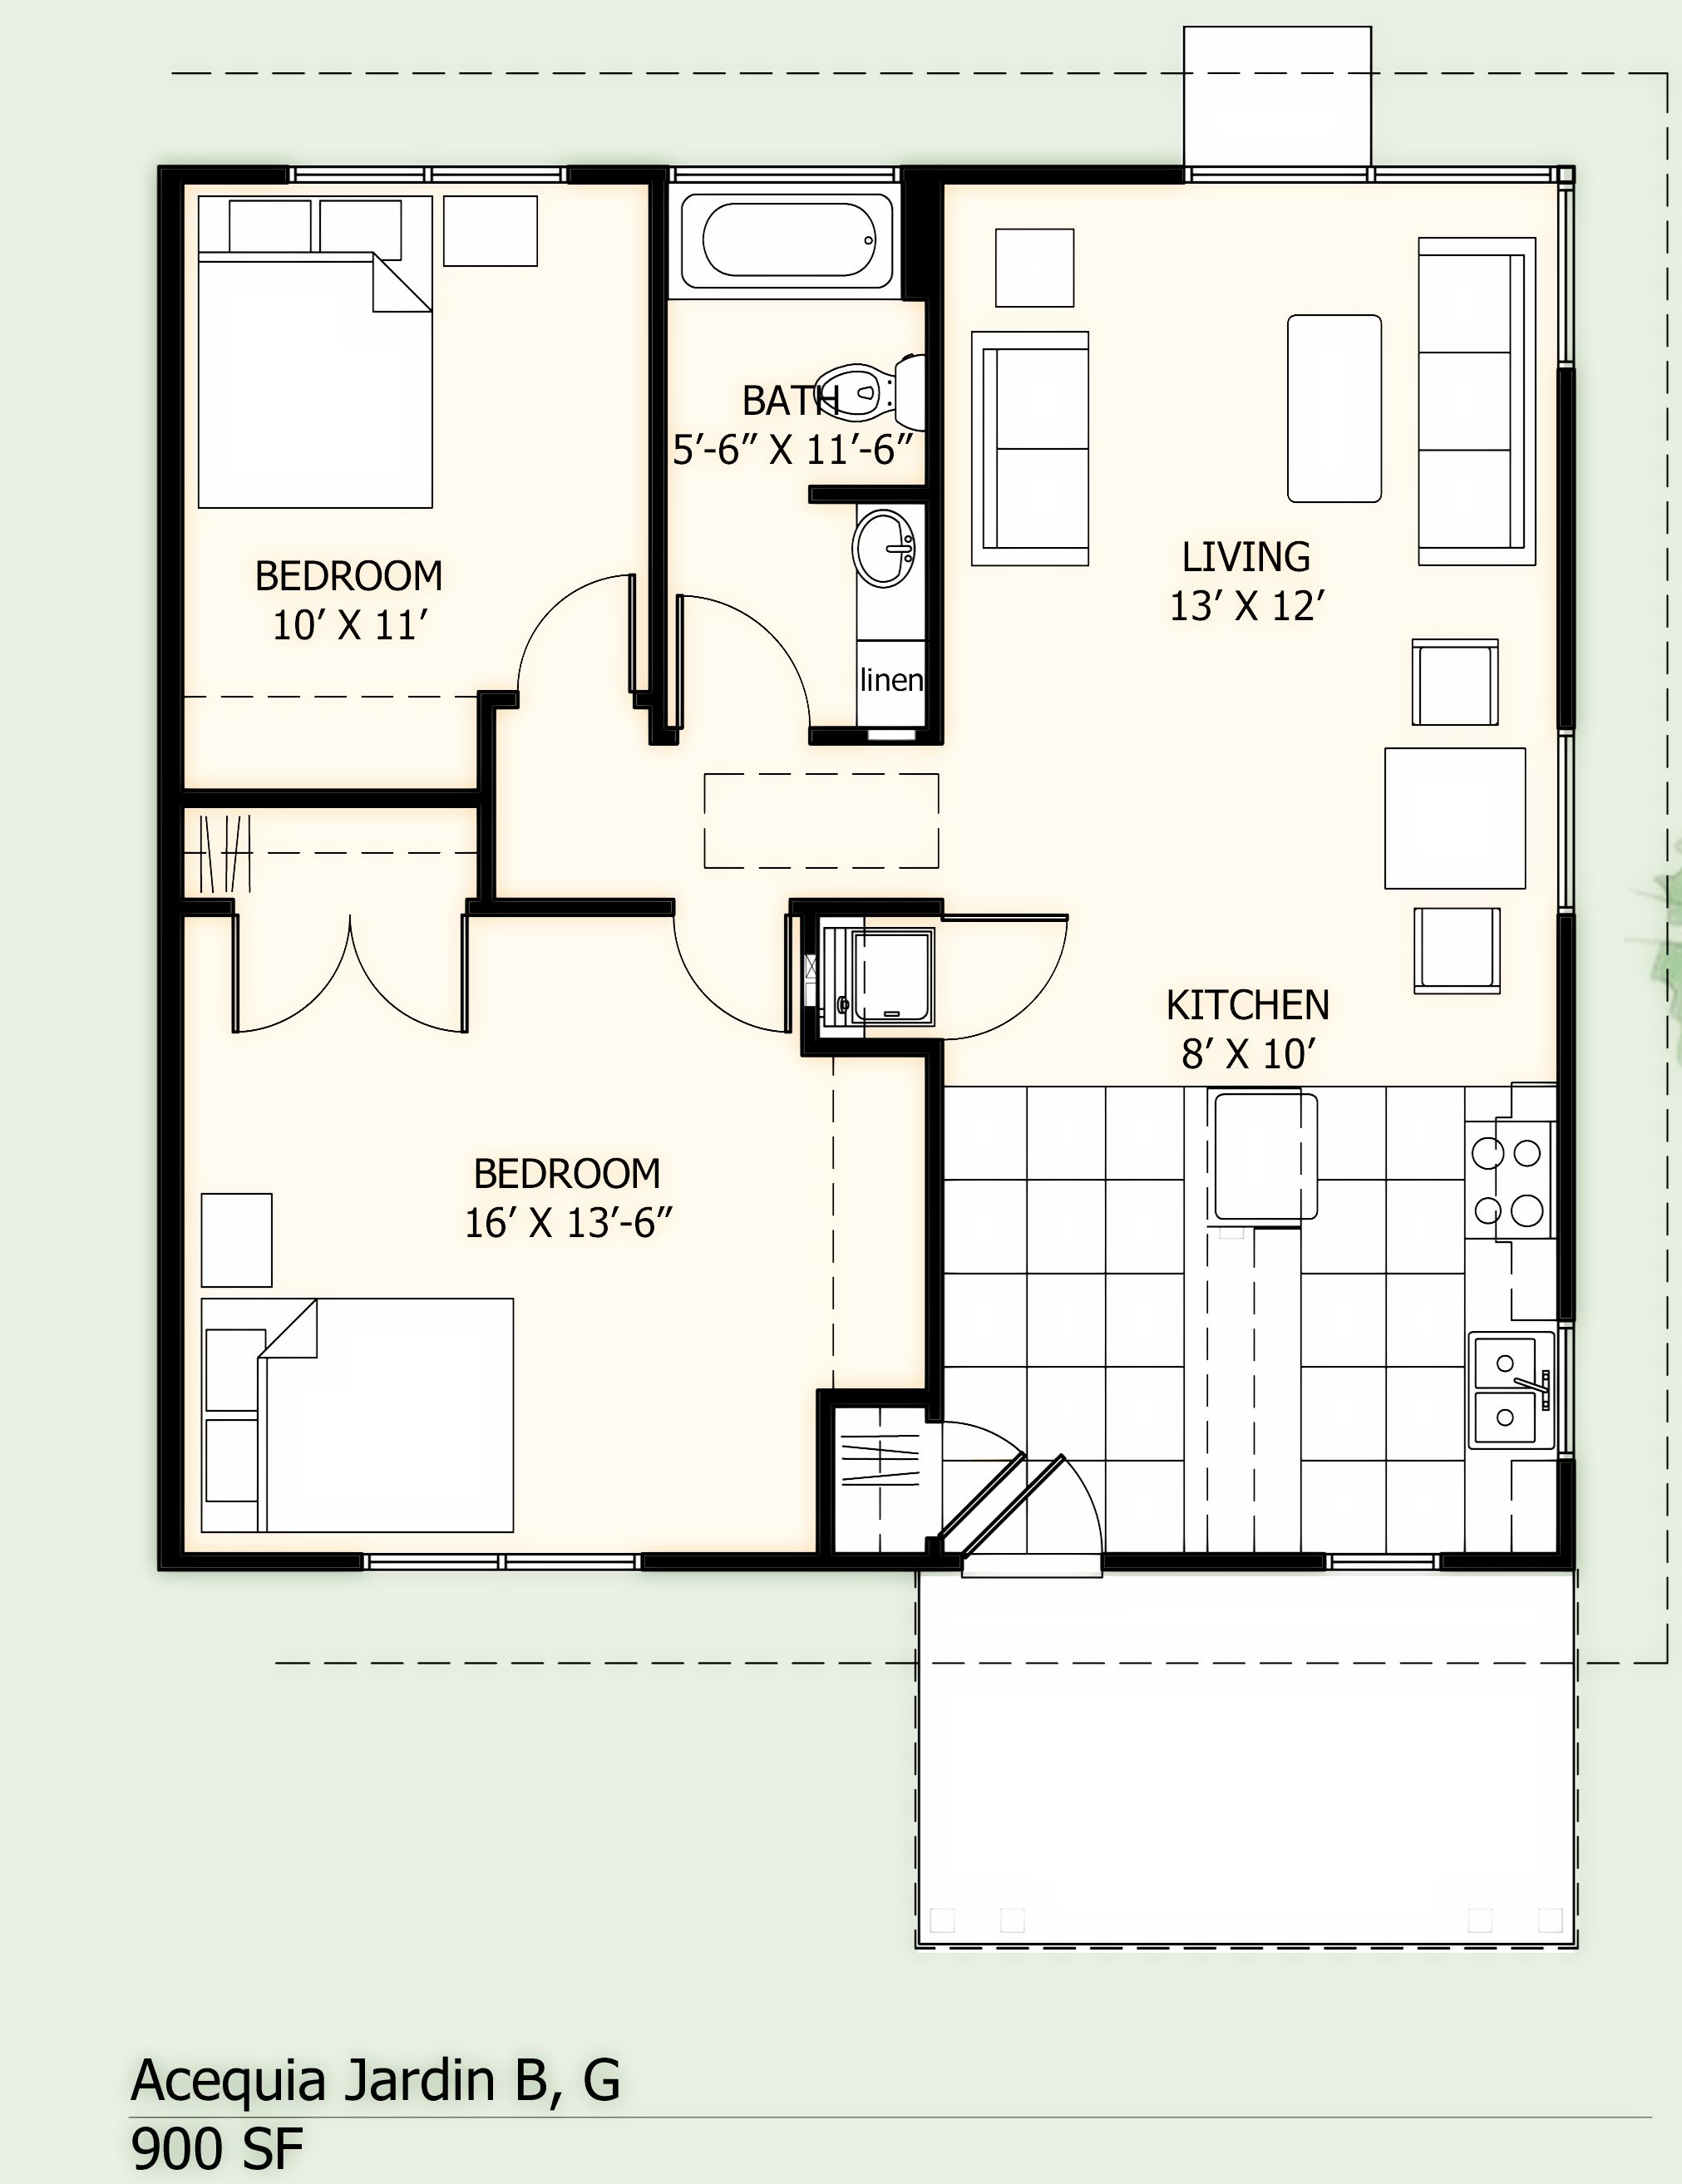 BATH
5′-6″ X 11′-6″
BEDROOM
10′ X 11′
LIVING
13′ X 12′
linen
KITCHEN
8′ X 10′
BEDROOM
16′ X 13′-6″
Acequia Jardin B, G
900 SF